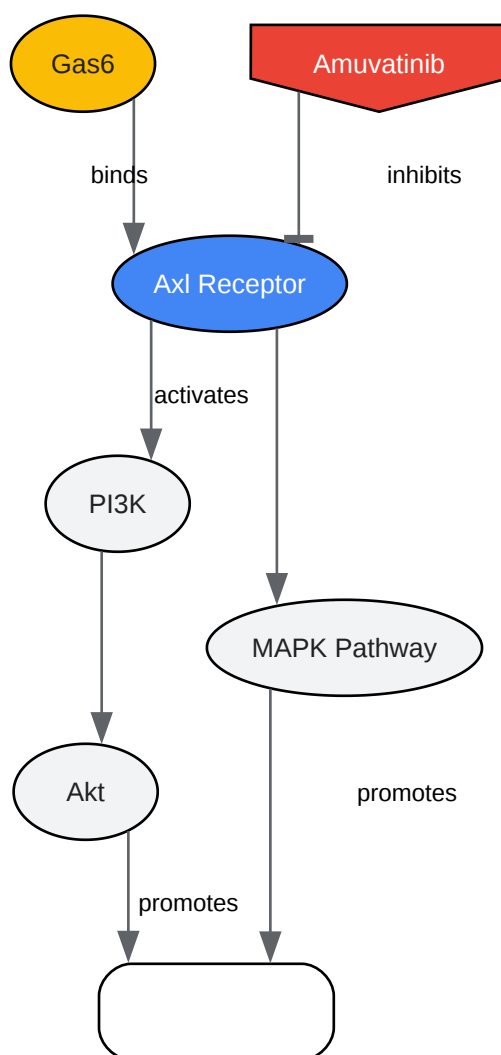 Gas6
Amuvatinib
binds
inhibits
Axl Receptor
activates
PI3K
MAPK Pathway
Akt
promotes
promotes